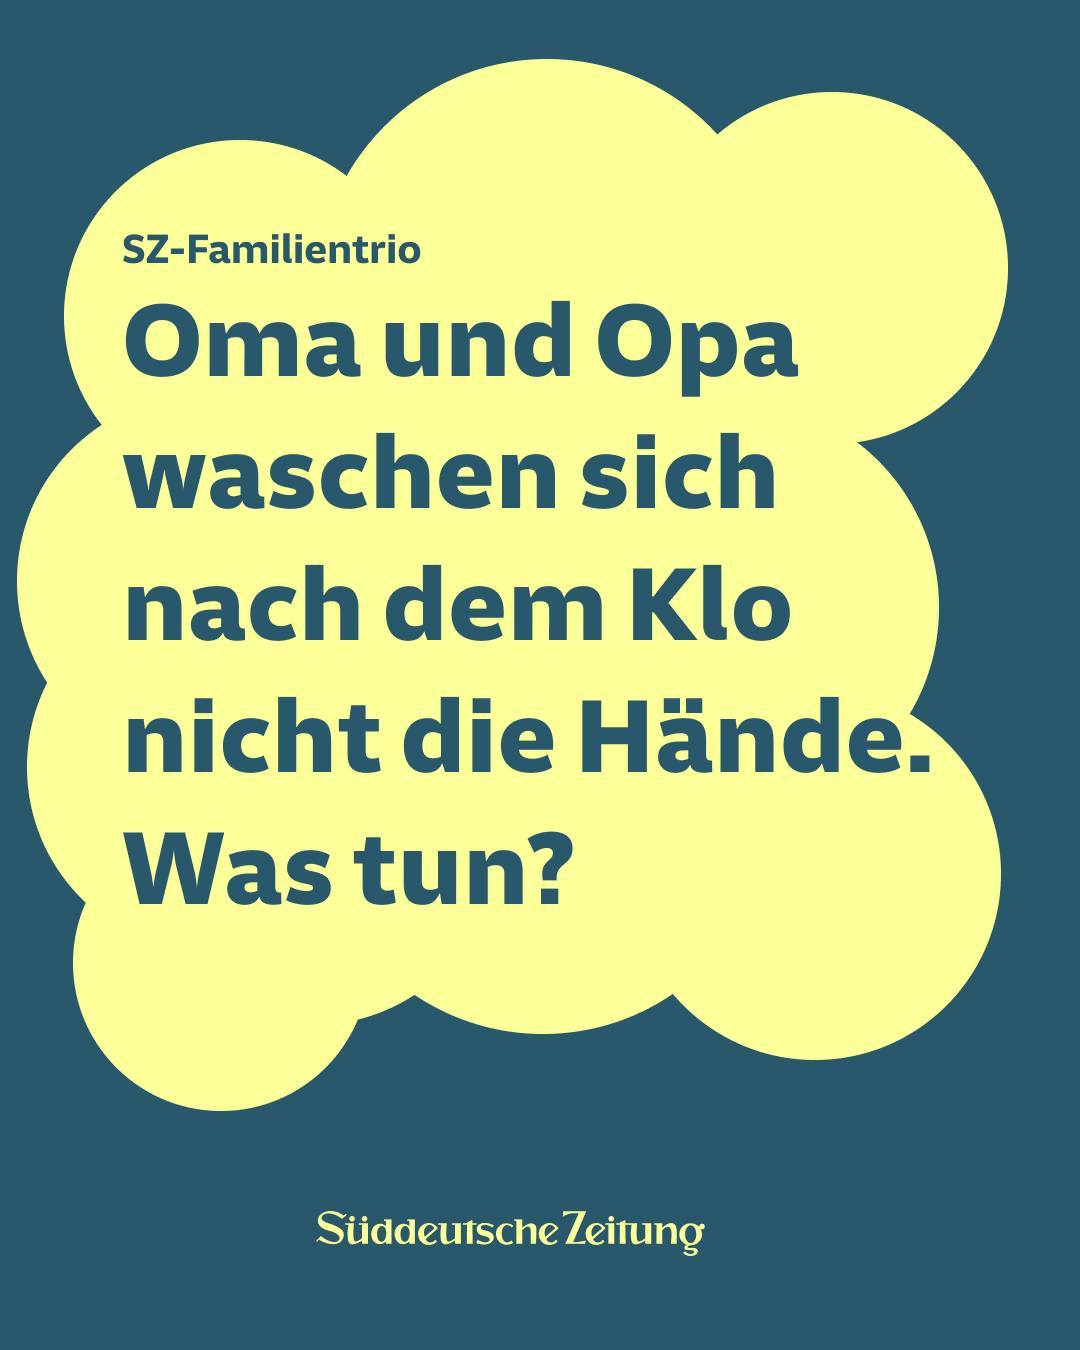 SZ-Familientrio
Oma und Opa
waschen sich
nach dem Klo
nicht die Hände.
Was tun?
Süddeutsche Zeitung